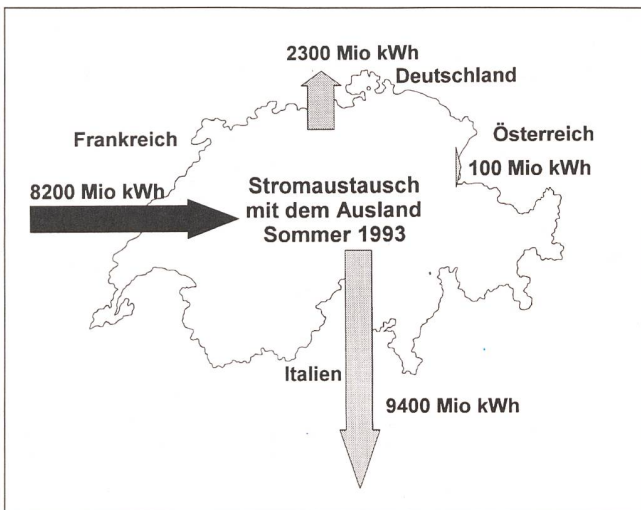 2300 Mio kWh
Deutschland
Frankreich
Österreich
100 Mio kWh
8200 Mio kWh
Stromaustausch
mit dem Ausland
Sommer 1993
Italien
9400 Mio kWh